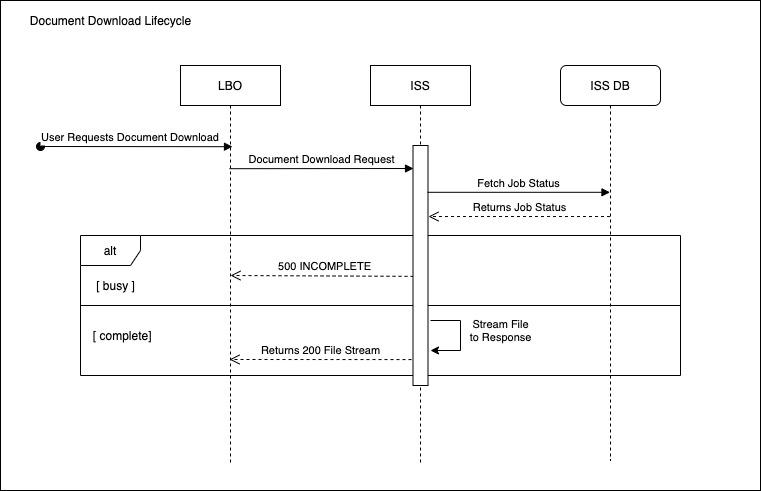 Document Download Lifecycle
LBO
ISS
ISS DB
User Requests Document Download
Document Download Request
Fetch Job Status
Returns Job Status
alt
500 INCOMPLETE
[ busy ]
Stream File
to Response
[ complete]
Returns 200 File Stream